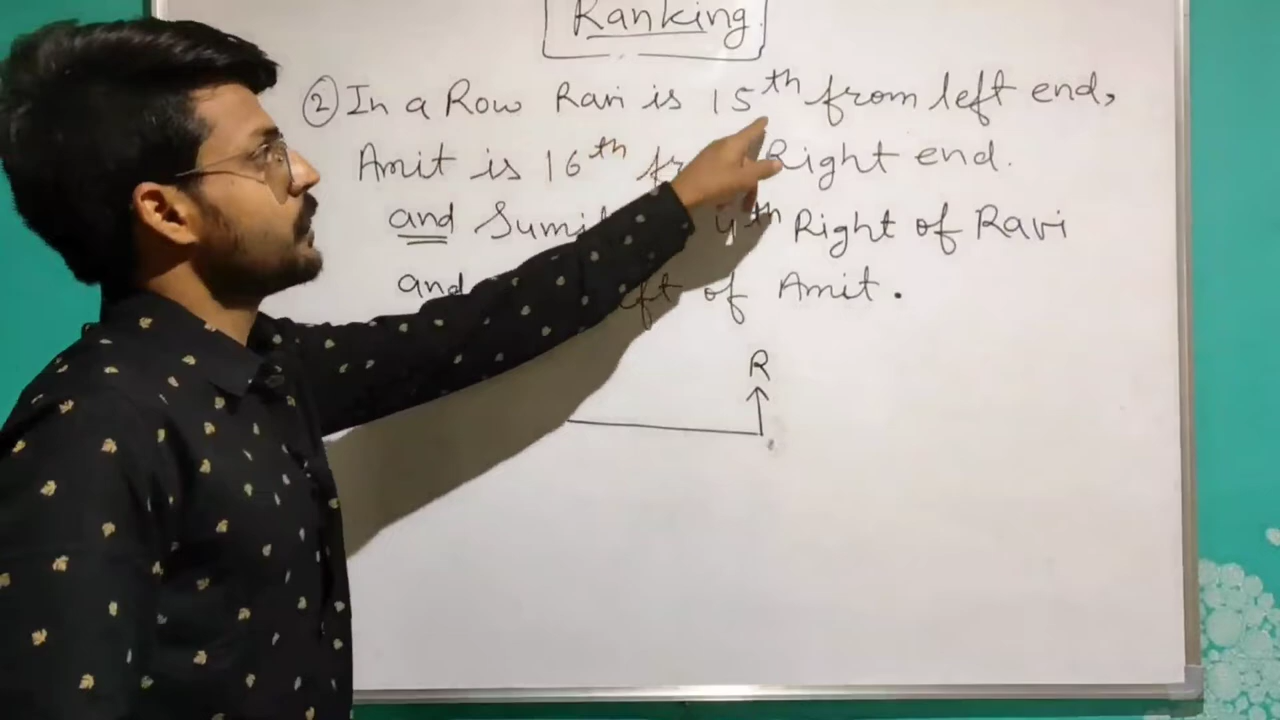 Ranking
② In a Row Ravi is 15th from left end,
Amit is 16th Right end.
and 4th Right of Ravi
and of Amit.
R